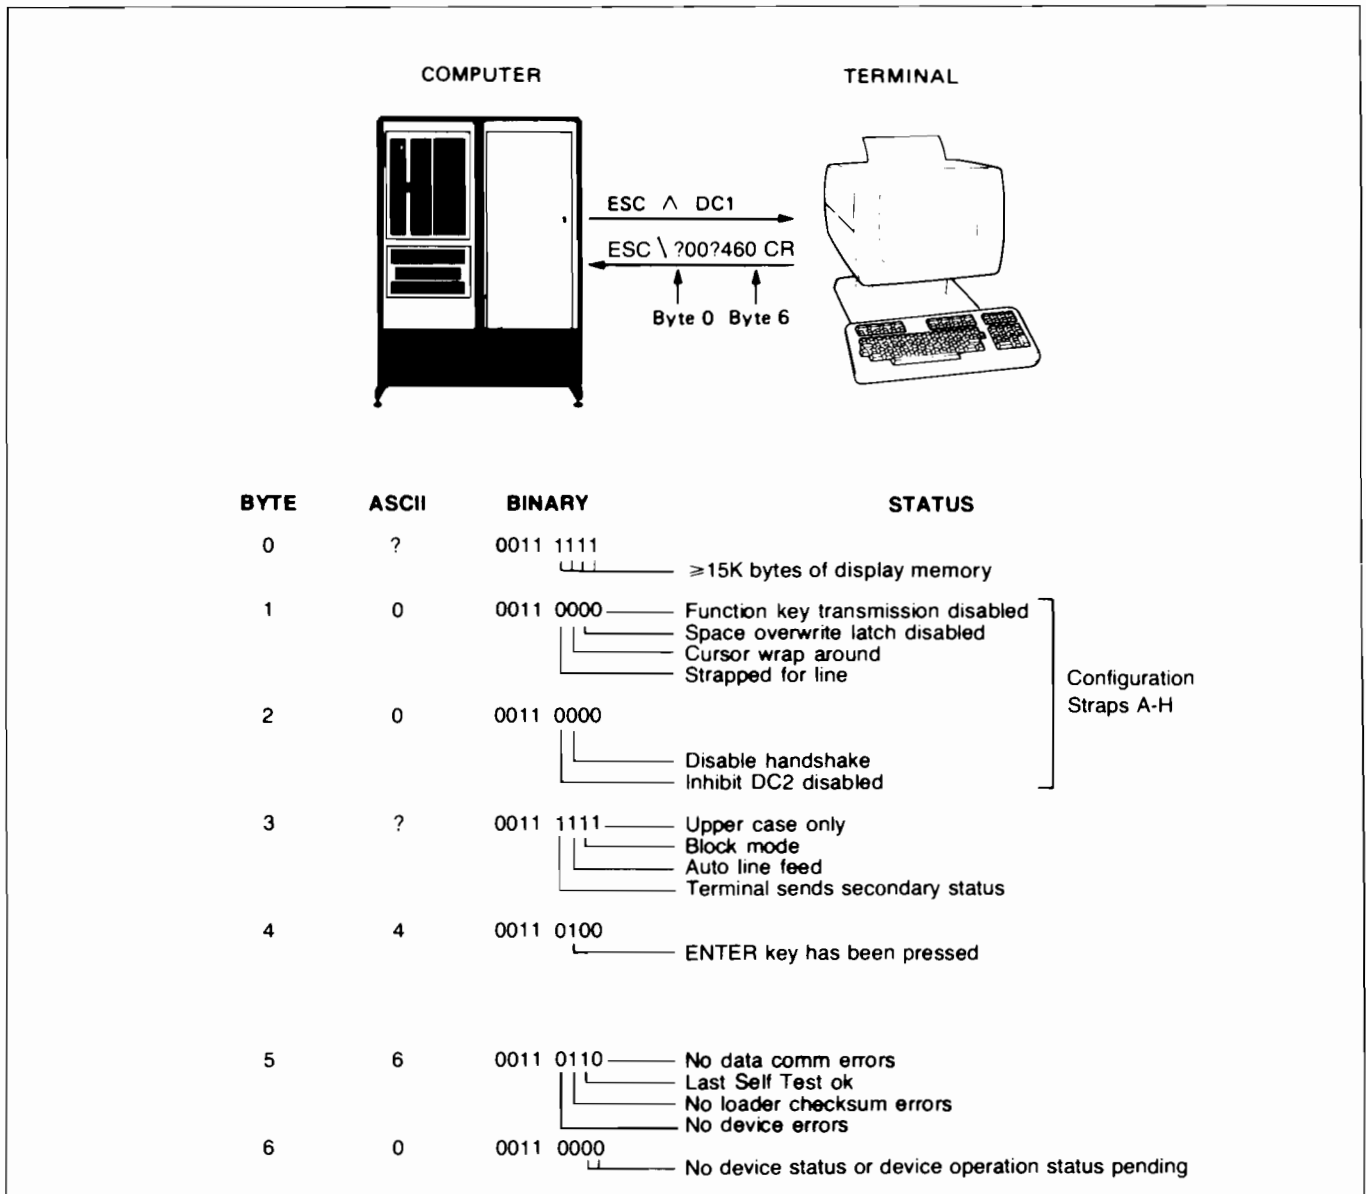 COMPUTER TERMINAL
ESC ∧ DC1
ESC \ ?00?460 CR
Byte 0 Byte 6
BYTE ASCII BINARY STATUS
0 ? 0011 1111
≥15K bytes of display memory
1 0 0011 0000 Function key transmission disabled
Space overwrite latch disabled
Cursor wrap around
Strapped for line
Configuration
Straps A-H
2 0 0011 0000
Disable handshake
Inhibit DC2 disabled
3 ? 0011 1111 Upper case only
Block mode
Auto line feed
Terminal sends secondary status
4 4 0011 0100
ENTER key has been pressed
5 6 0011 0110 No data comm errors
Last Self Test ok
No loader checksum errors
No device errors
6 0 0011 0000
No device status or device operation status pending